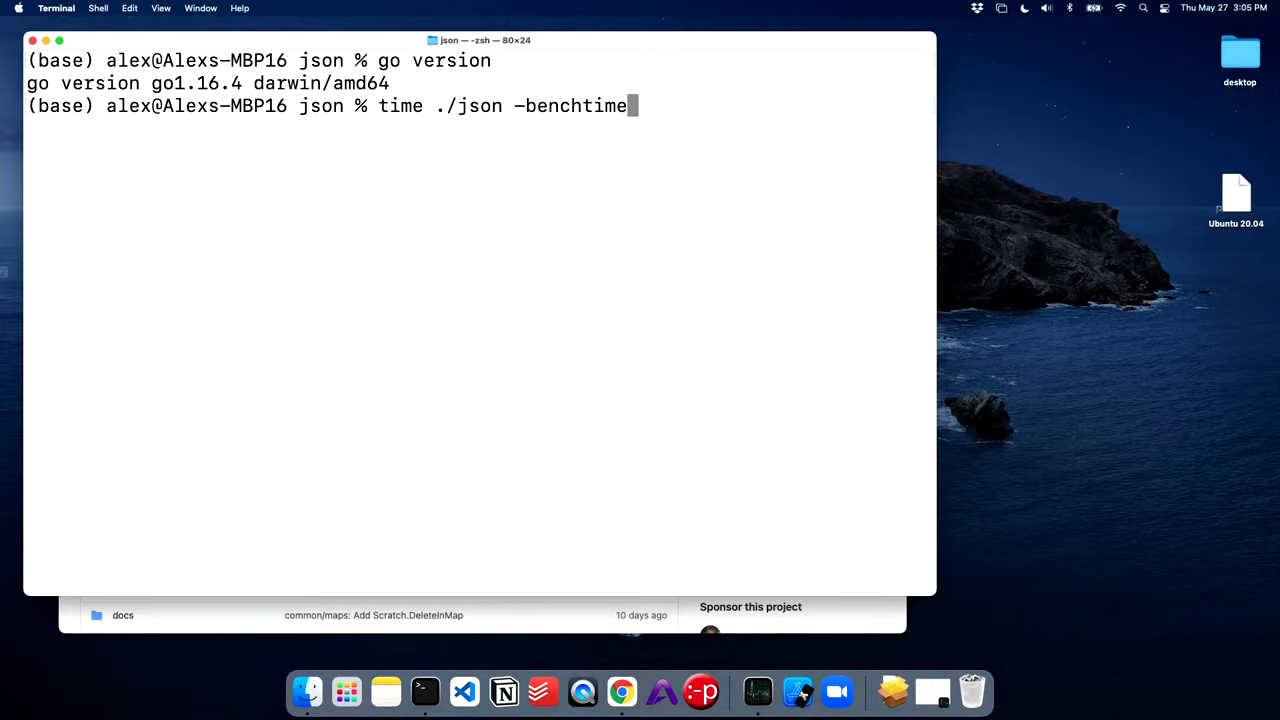 Terminal Shell Edit View Window Help
Thu May 27 3:05 PM
json — -zsh — 80×24
(base) alex@Alexs-MBP16 json % go version
go version go1.16.4 darwin/amd64
(base) alex@Alexs-MBP16 json % time ./json -benchtime
desktop
Ubuntu 20.04
docs common/maps: Add Scratch.DeleteInMap 10 days ago
Sponsor this project
:-p